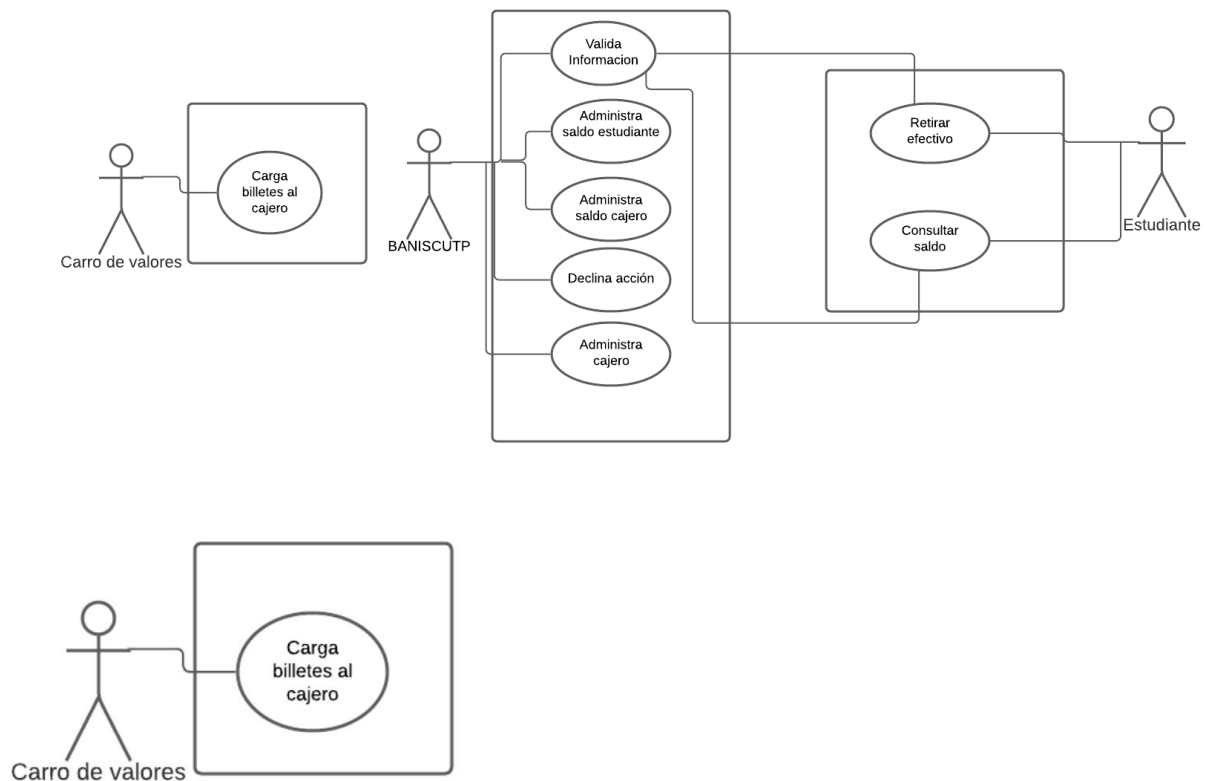 Valida
Informacion
Administra
saldo estudiante
Administra
saldo cajero
Declina acción
Administra
cajero
Retirar
efectivo
Consultar
saldo
Estudiante
BANISCUTP
Carga
billetes al
cajero
Carro de valores
Carga
billetes al
cajero
Carro de valores